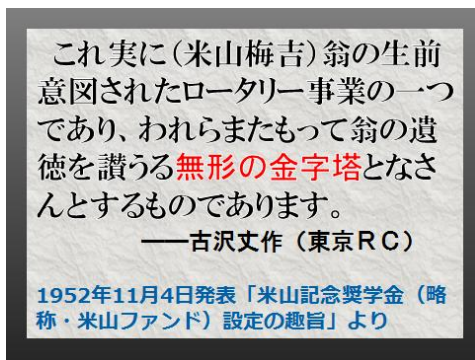 これ実に（米山梅吉）翁の生前
意図されたロータリー事業の一つ
であり、われらまたもって翁の遺
徳を讃うる無形の金字塔となさ
んとするものであります。
──古沢丈作（東京ＲＣ）
1952年11月4日発表「米山記念奨学金（略
称・米山ファンド）設定の趣旨」より